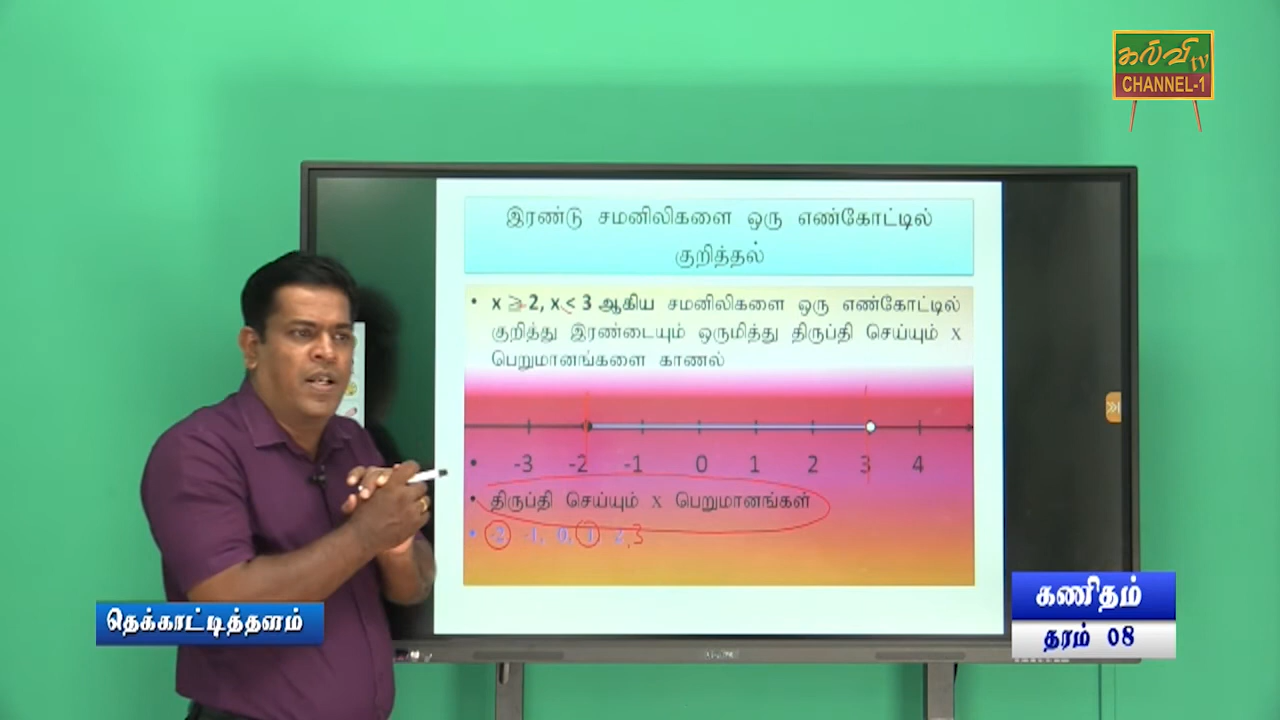 கல்வி TV
CHANNEL-1
இரண்டு சமனிலிகளை ஒரு எண்கோட்டில்
குறித்தல்
• x ≥ -2, x < 3 ஆகிய சமனிலிகளை ஒரு எண்கோட்டில்
குறித்து இரண்டையும் ஒருமித்து திருப்தி செய்யும் x
பெறுமானங்களை காணல்
• -3 -2 -1 0 1 2 3 4
• திருப்தி செய்யும் x பெறுமானங்கள்
• -2 -1, 0, 1 2,3
தெக்காட்டித்தளம்
கணிதம்
தரம் 08